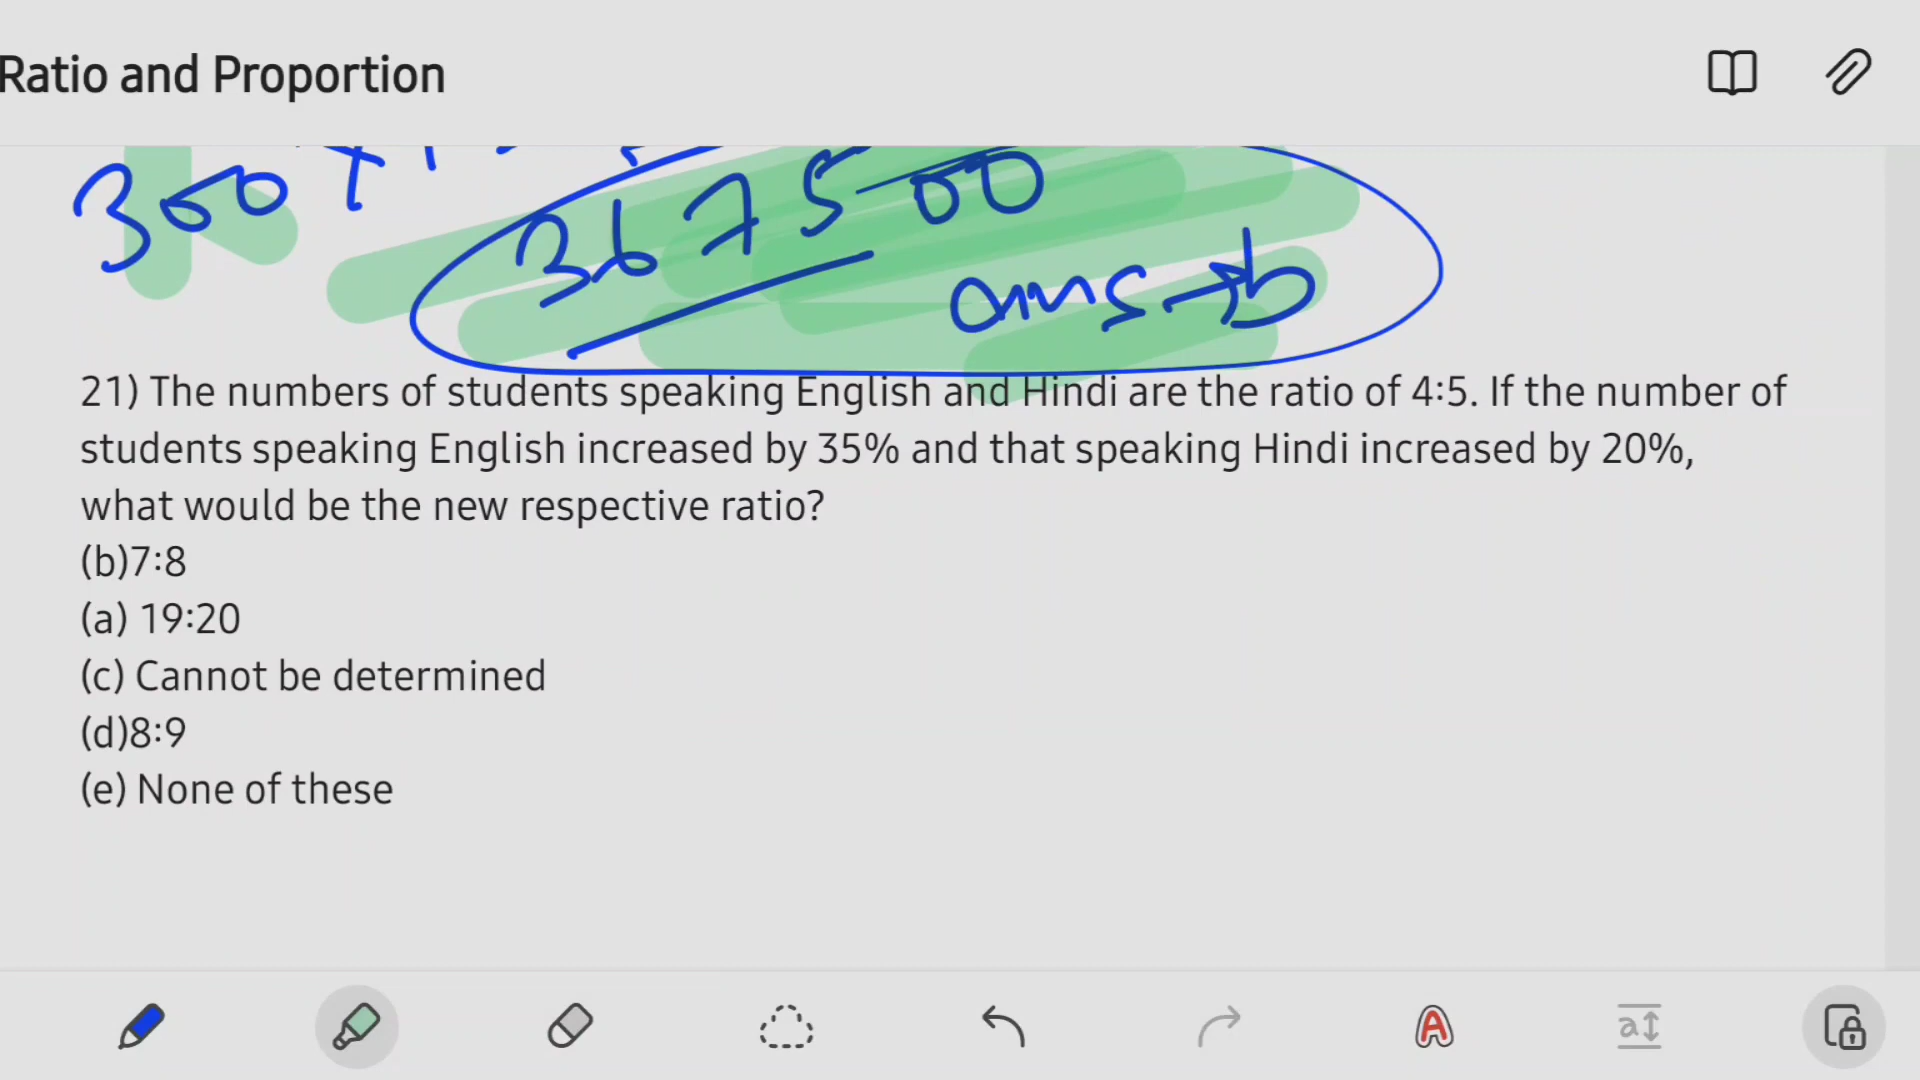 Ratio and Proportion
300
367500
ans→b
21) The numbers of students speaking English and Hindi are the ratio of 4:5. If the number of
students speaking English increased by 35% and that speaking Hindi increased by 20%,
what would be the new respective ratio?
(b)7:8
(a) 19:20
(c) Cannot be determined
(d)8:9
(e) None of these
A
a